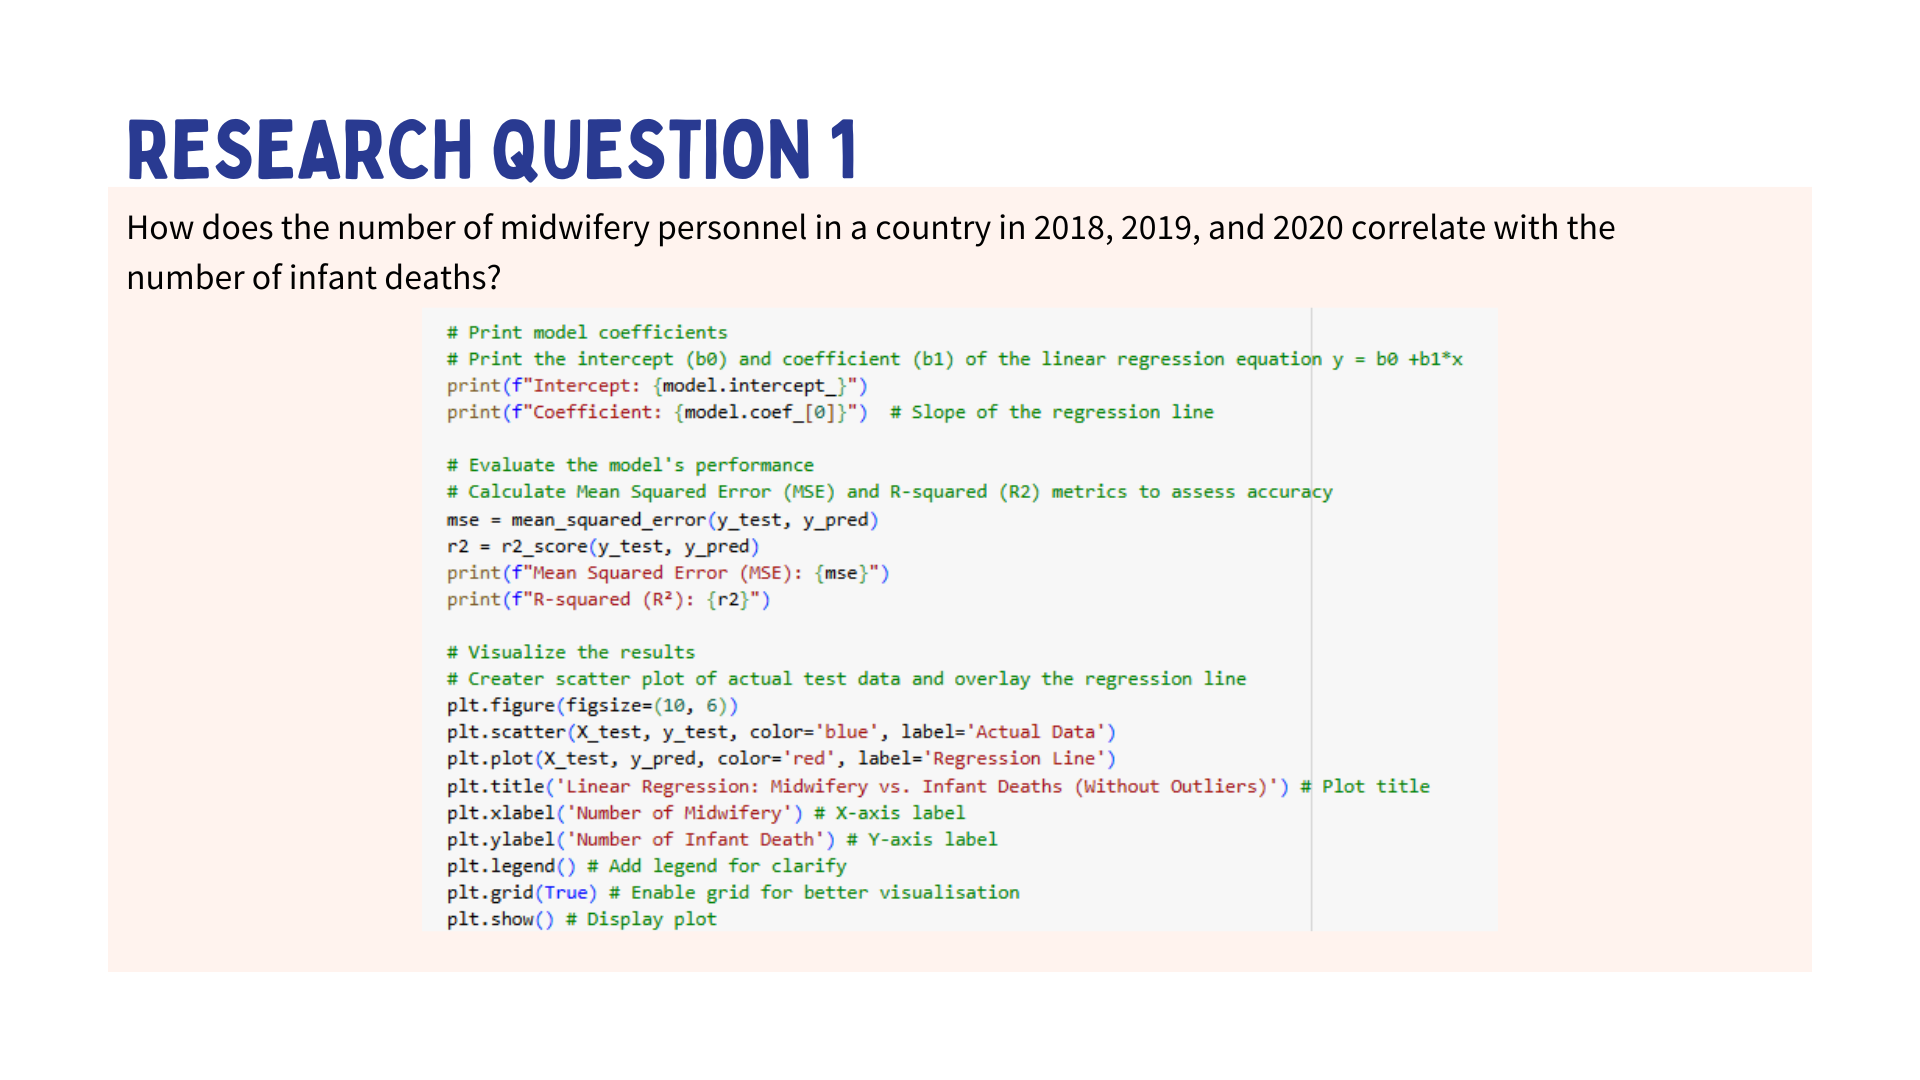 RESEARCH QUESTION 1
How does the number of midwifery personnel in a country in 2018, 2019, and 2020 correlate with the
number of infant deaths?
# Print model coefficients
# Print the intercept (b0) and coefficient (b1) of the linear regression equation y = b0 +b1*x
print(f"Intercept: {model.intercept_}")
print(f"Coefficient: {model.coef_[0]}")  # Slope of the regression line
# Evaluate the model's performance
# Calculate Mean Squared Error (MSE) and R-squared (R2) metrics to assess accuracy
mse = mean_squared_error(y_test, y_pred)
r2 = r2_score(y_test, y_pred)
print(f"Mean Squared Error (MSE): {mse}")
print(f"R-squared (R²): {r2}")
# Visualize the results
# Creater scatter plot of actual test data and overlay the regression line
plt.figure(figsize=(10, 6))
plt.scatter(X_test, y_test, color='blue', label='Actual Data')
plt.plot(X_test, y_pred, color='red', label='Regression Line')
plt.title('Linear Regression: Midwifery vs. Infant Deaths (Without Outliers)') # Plot title
plt.xlabel('Number of Midwifery') # X-axis label
plt.ylabel('Number of Infant Death') # Y-axis label
plt.legend() # Add legend for clarify
plt.grid(True) # Enable grid for better visualisation
plt.show() # Display plot